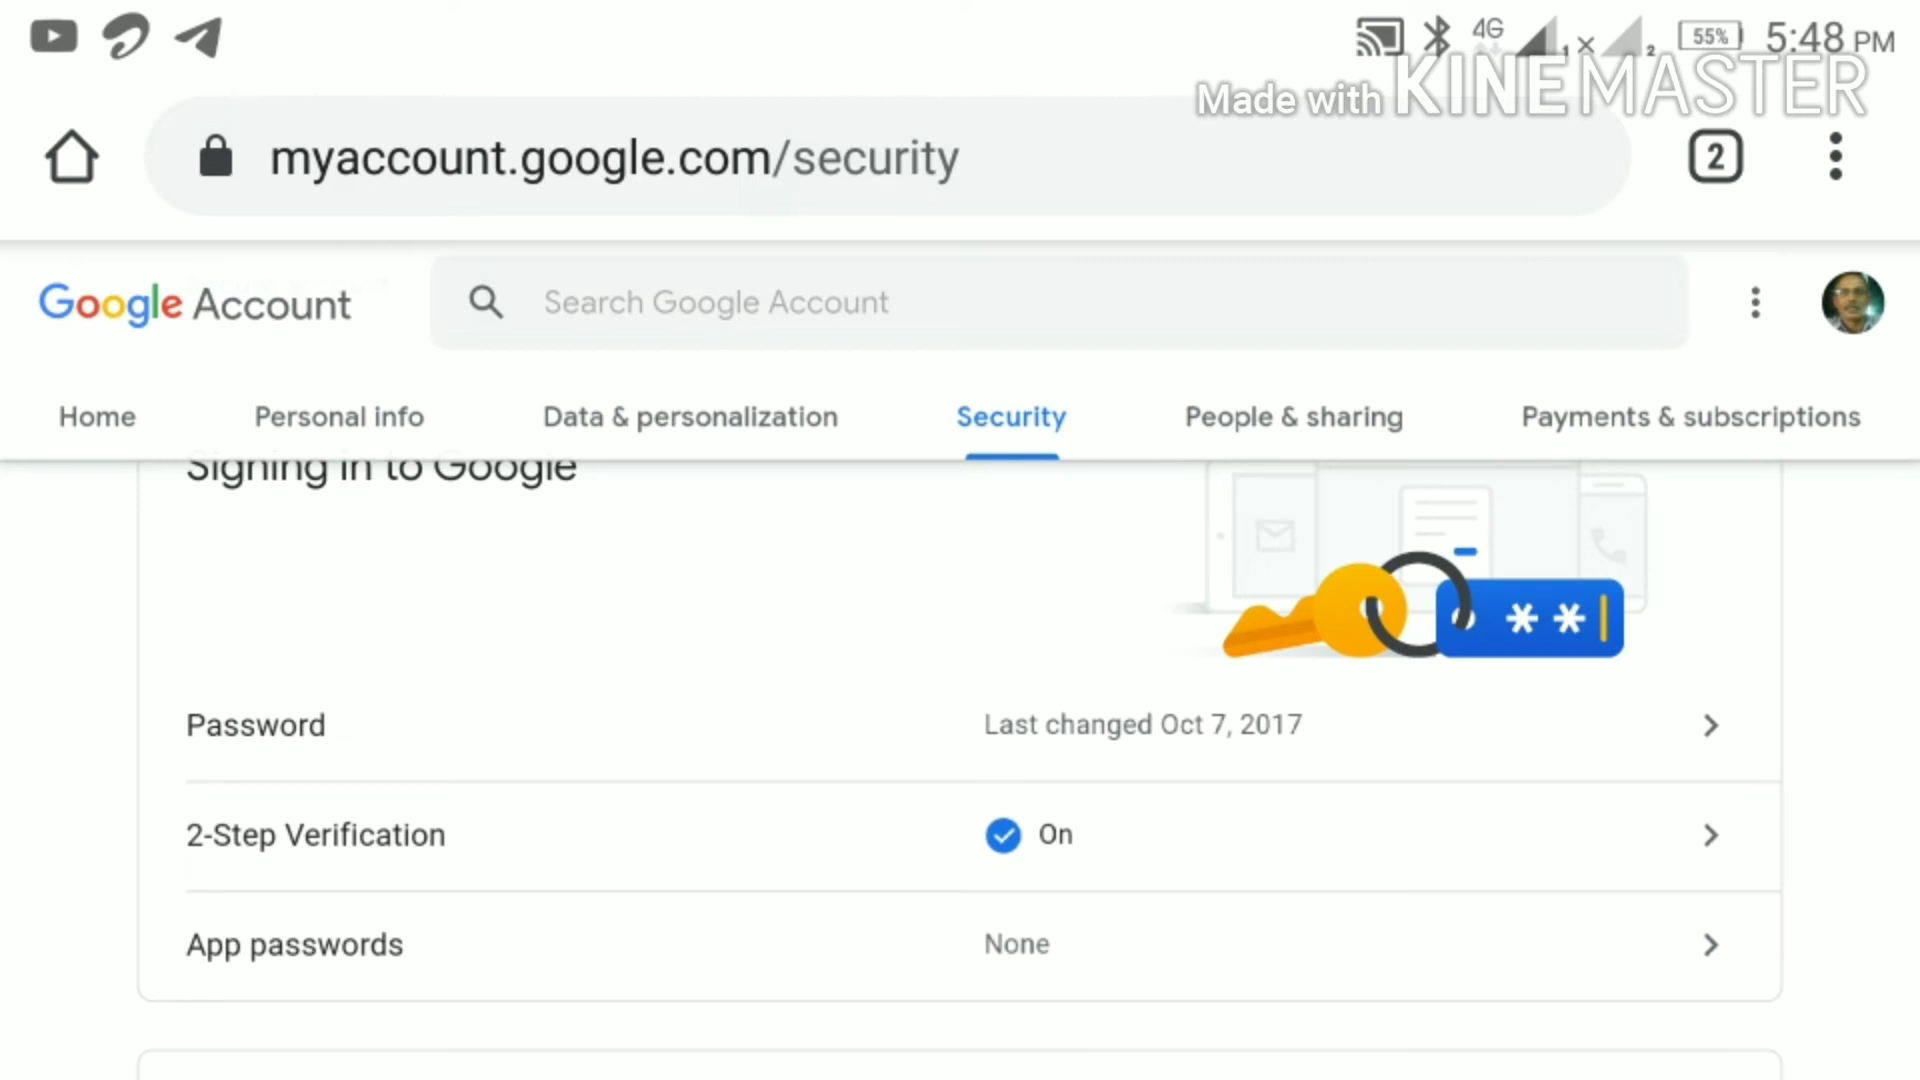 4G
1
2
55%
5:48 PM
Made with KINEMASTER
myaccount.google.com/security
2
Google Account
Search Google Account
Home
Personal info
Data & personalization
Security
People & sharing
Payments & subscriptions
Signing in to Google
**
Password
Last changed Oct 7, 2017
2-Step Verification
On
App passwords
None